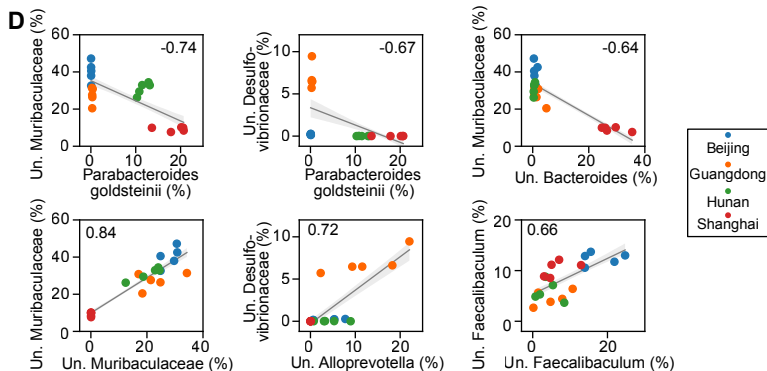 D
-0.74
Un. Muribaculaceae (%)
60
40
20
0
0 10 20
Parabacteroides
goldsteinii (%)
-0.67
Un. Desulfo-
vibrionaceae (%)
10
5
0
0 10 20
Parabacteroides
goldsteinii (%)
-0.64
Un. Muribaculaceae (%)
60
40
20
0
0 20 40
Un. Bacteroides (%)
Beijing
Guangdong
Hunan
Shanghai
0.84
Un. Muribaculaceae (%)
60
40
20
0
0 20 40
Un. Muribaculaceae (%)
0.72
Un. Desulfo-
vibrionaceae (%)
10
5
0
0 10 20
Un. Alloprevotella (%)
0.66
Un. Faecalibaculum (%)
20
10
0
0 10 20
Un. Faecalibaculum (%)